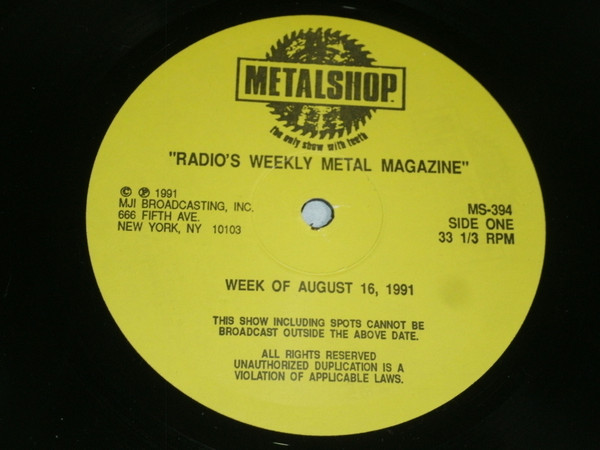 METALSHOP.
The only show with teeth
"RADIO'S WEEKLY METAL MAGAZINE"
© ℗ 1991
MJI BROADCASTING, INC.
666 FIFTH AVE.
NEW YORK, NY 10103
MS-394
SIDE ONE
33 1/3 RPM
WEEK OF AUGUST 16, 1991
THIS SHOW INCLUDING SPOTS CANNOT BE
BROADCAST OUTSIDE THE ABOVE DATE.
ALL RIGHTS RESERVED
UNAUTHORIZED DUPLICATION IS A
VIOLATION OF APPLICABLE LAWS.